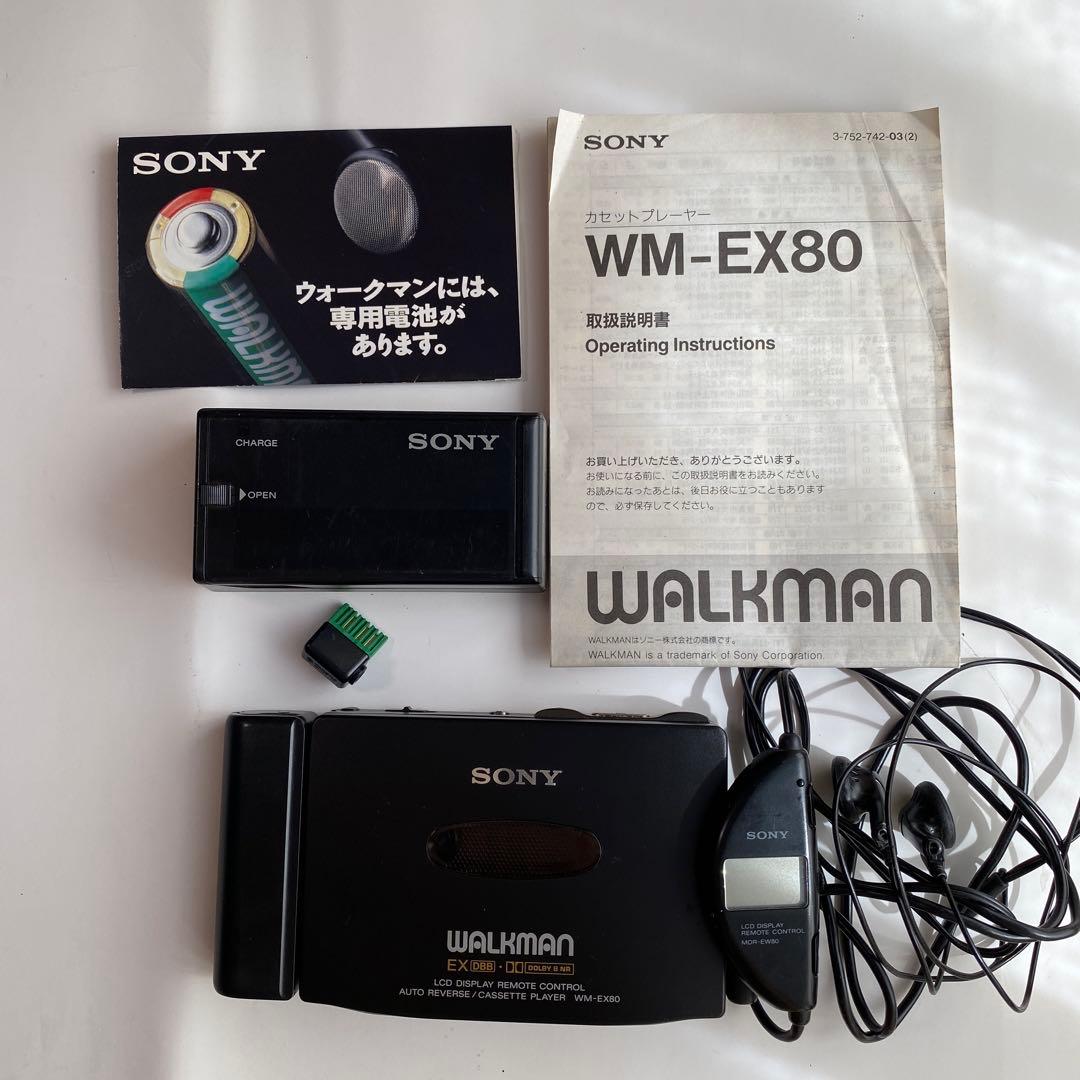 SONY
WALKMAN
ウォークマンには、
専用電池が
あります。
SONY
3-752-742-03(2)
カセットプレーヤー
WM-EX80
取扱説明書
Operating Instructions
お買い上げいただき、ありがとうございます。
お使いになる前に、この取扱説明書をお読みください。
お読みになったあとは、後日お役に立つこともあります
ので、必ず保存してください。
WALKMAN
WALKMANはソニー株式会社の商標です。
WALKMAN is a trademark of Sony Corporation.
CHARGE
SONY
OPEN
SONY
WALKMAN
EX DBB · DOLBY B NR
LCD DISPLAY REMOTE CONTROL
AUTO REVERSE / CASSETTE PLAYER WM-EX80
SONY
LCD DISPLAY
REMOTE CONTROL
MDR-EW80